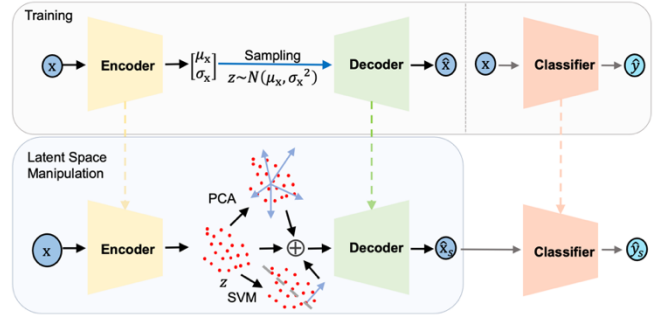 Training
x
Encoder
[μx
σx]
Sampling
z~N(μx, σx²)
Decoder
x̂
x
Classifier
ŷ
Latent Space
Manipulation
x
Encoder
PCA
z
SVM
⊕
Decoder
x̂s
Classifier
ŷs